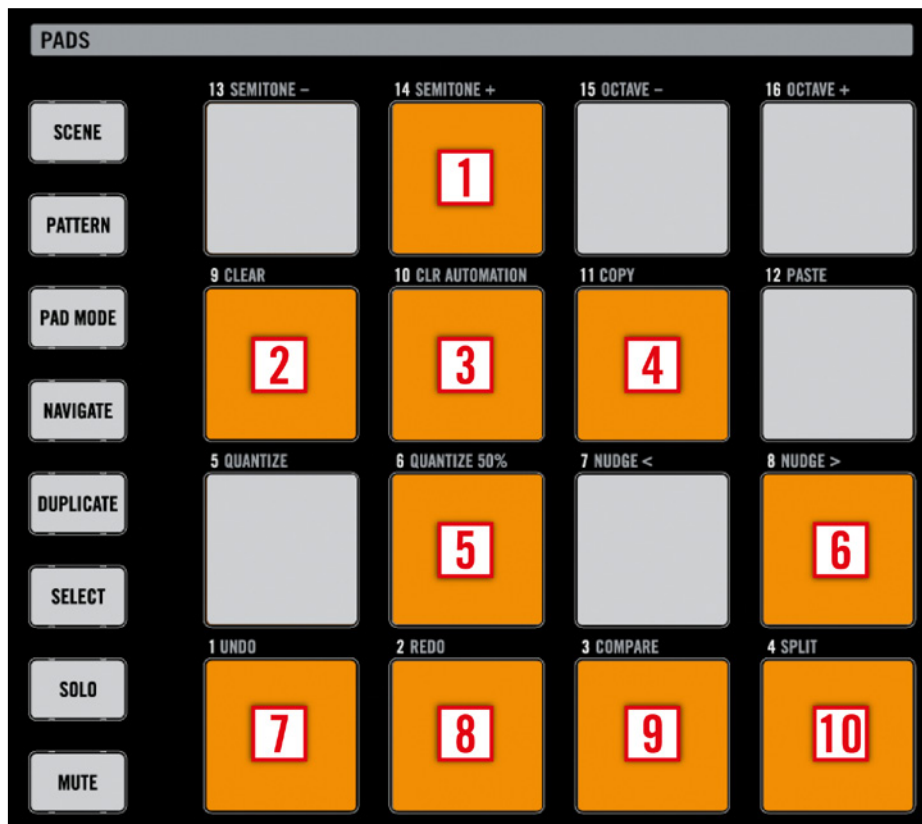 PADS
13 SEMITONE – 14 SEMITONE + 15 OCTAVE – 16 OCTAVE +
SCENE
1
PATTERN
9 CLEAR 10 CLR AUTOMATION 11 COPY 12 PASTE
PAD MODE
2 3 4
NAVIGATE
5 QUANTIZE 6 QUANTIZE 50% 7 NUDGE < 8 NUDGE >
DUPLICATE
5 6
SELECT
1 UNDO 2 REDO 3 COMPARE 4 SPLIT
SOLO
7 8 9 10
MUTE